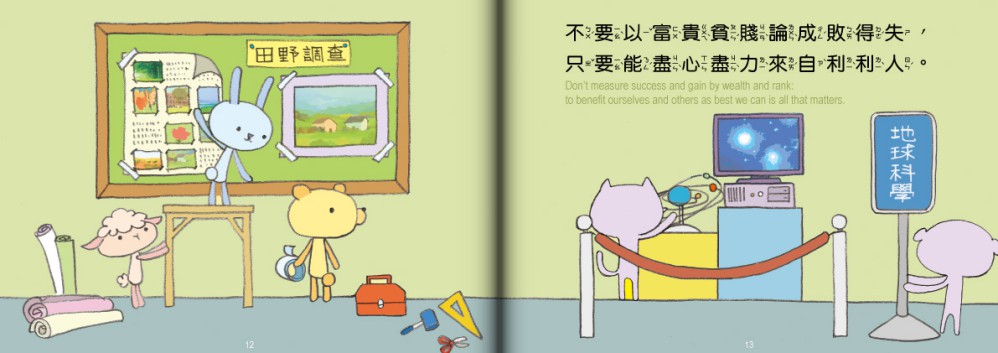 田野調查
12
不要以富貴貧賤論成敗得失，
只要能盡心盡力來自利利人。
Don't measure success and gain by wealth and rank:
to benefit ourselves and others as best we can is all that matters.
地球科學
13